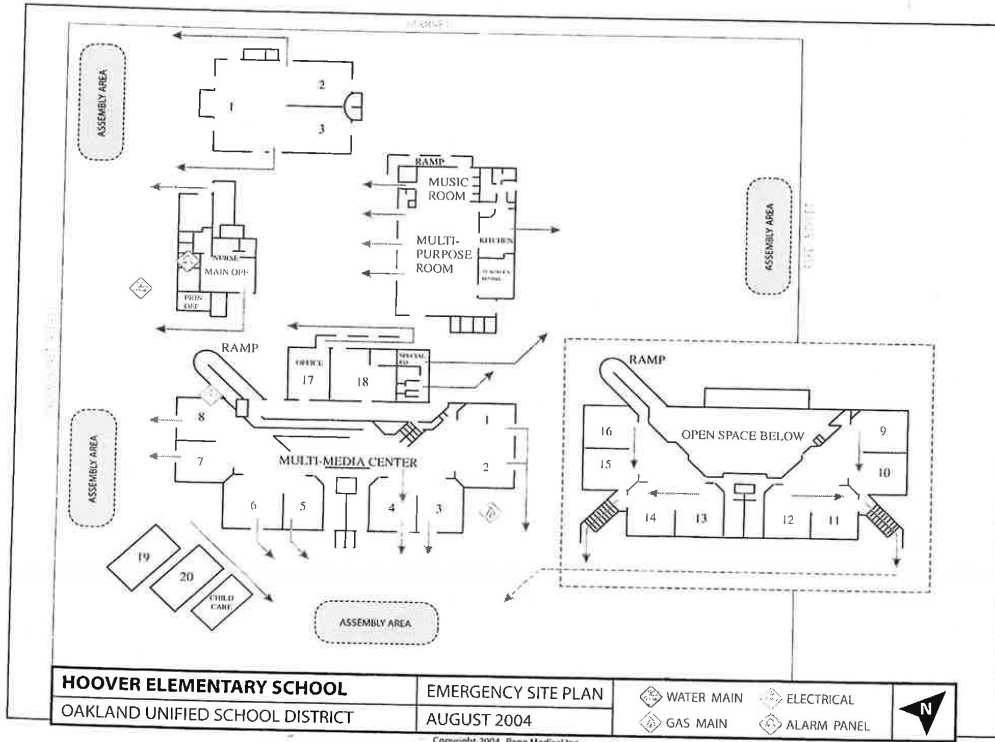 MARKET
ASSEMBLY AREA
2
1
3
RAMP
MUSIC
ROOM
MULTI-
PURPOSE
ROOM
KITCHEN
ASSEMBLY AREA
NURSE
MAIN OFF
PRIN
OFF
RAMP
OFFICE
17
18
SPECIAL
8
7
1
2
MULTI-MEDIA CENTER
6
5
4
3
ASSEMBLY AREA
19
20
CHILD
CARE
ASSEMBLY AREA
RAMP
16
15
OPEN SPACE BELOW
9
10
14
13
12
11
HOOVER ELEMENTARY SCHOOL
OAKLAND UNIFIED SCHOOL DISTRICT
EMERGENCY SITE PLAN
AUGUST 2004
WATER MAIN
ELECTRICAL
GAS MAIN
ALARM PANEL
N